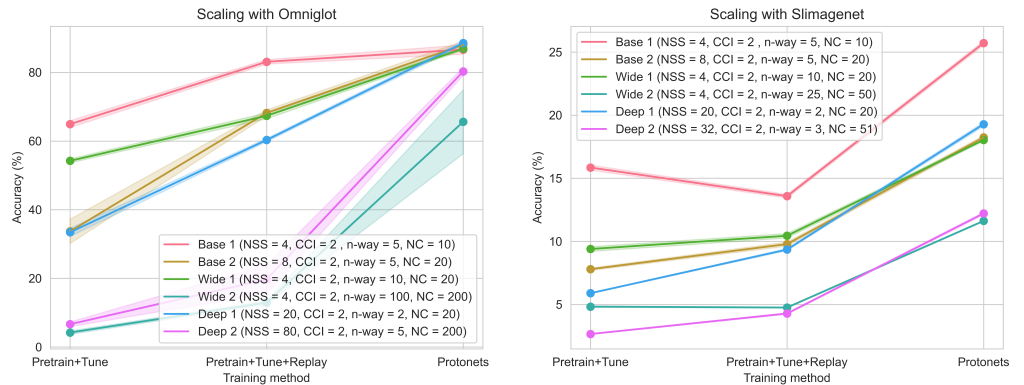 Scaling with Omniglot
Accuracy (%)
80
60
40
20
0
Base 1 (NSS = 4, CCI = 2 , n-way = 5, NC = 10)
Base 2 (NSS = 8, CCI = 2, n-way = 5, NC = 20)
Wide 1 (NSS = 4, CCI = 2, n-way = 10, NC = 20)
Wide 2 (NSS = 4, CCI = 2, n-way = 100, NC = 200)
Deep 1 (NSS = 20, CCI = 2, n-way = 2, NC = 20)
Deep 2 (NSS = 80, CCI = 2, n-way = 5, NC = 200)
Pretrain+Tune
Pretrain+Tune+Replay
Protonets
Training method
Scaling with Slimagenet
Accuracy (%)
25
20
15
10
5
Base 1 (NSS = 4, CCI = 2 , n-way = 5, NC = 10)
Base 2 (NSS = 8, CCI = 2, n-way = 5, NC = 20)
Wide 1 (NSS = 4, CCI = 2, n-way = 10, NC = 20)
Wide 2 (NSS = 4, CCI = 2, n-way = 25, NC = 50)
Deep 1 (NSS = 20, CCI = 2, n-way = 2, NC = 20)
Deep 2 (NSS = 32, CCI = 2, n-way = 3, NC = 51)
Pretrain+Tune
Pretrain+Tune+Replay
Protonets
Training method